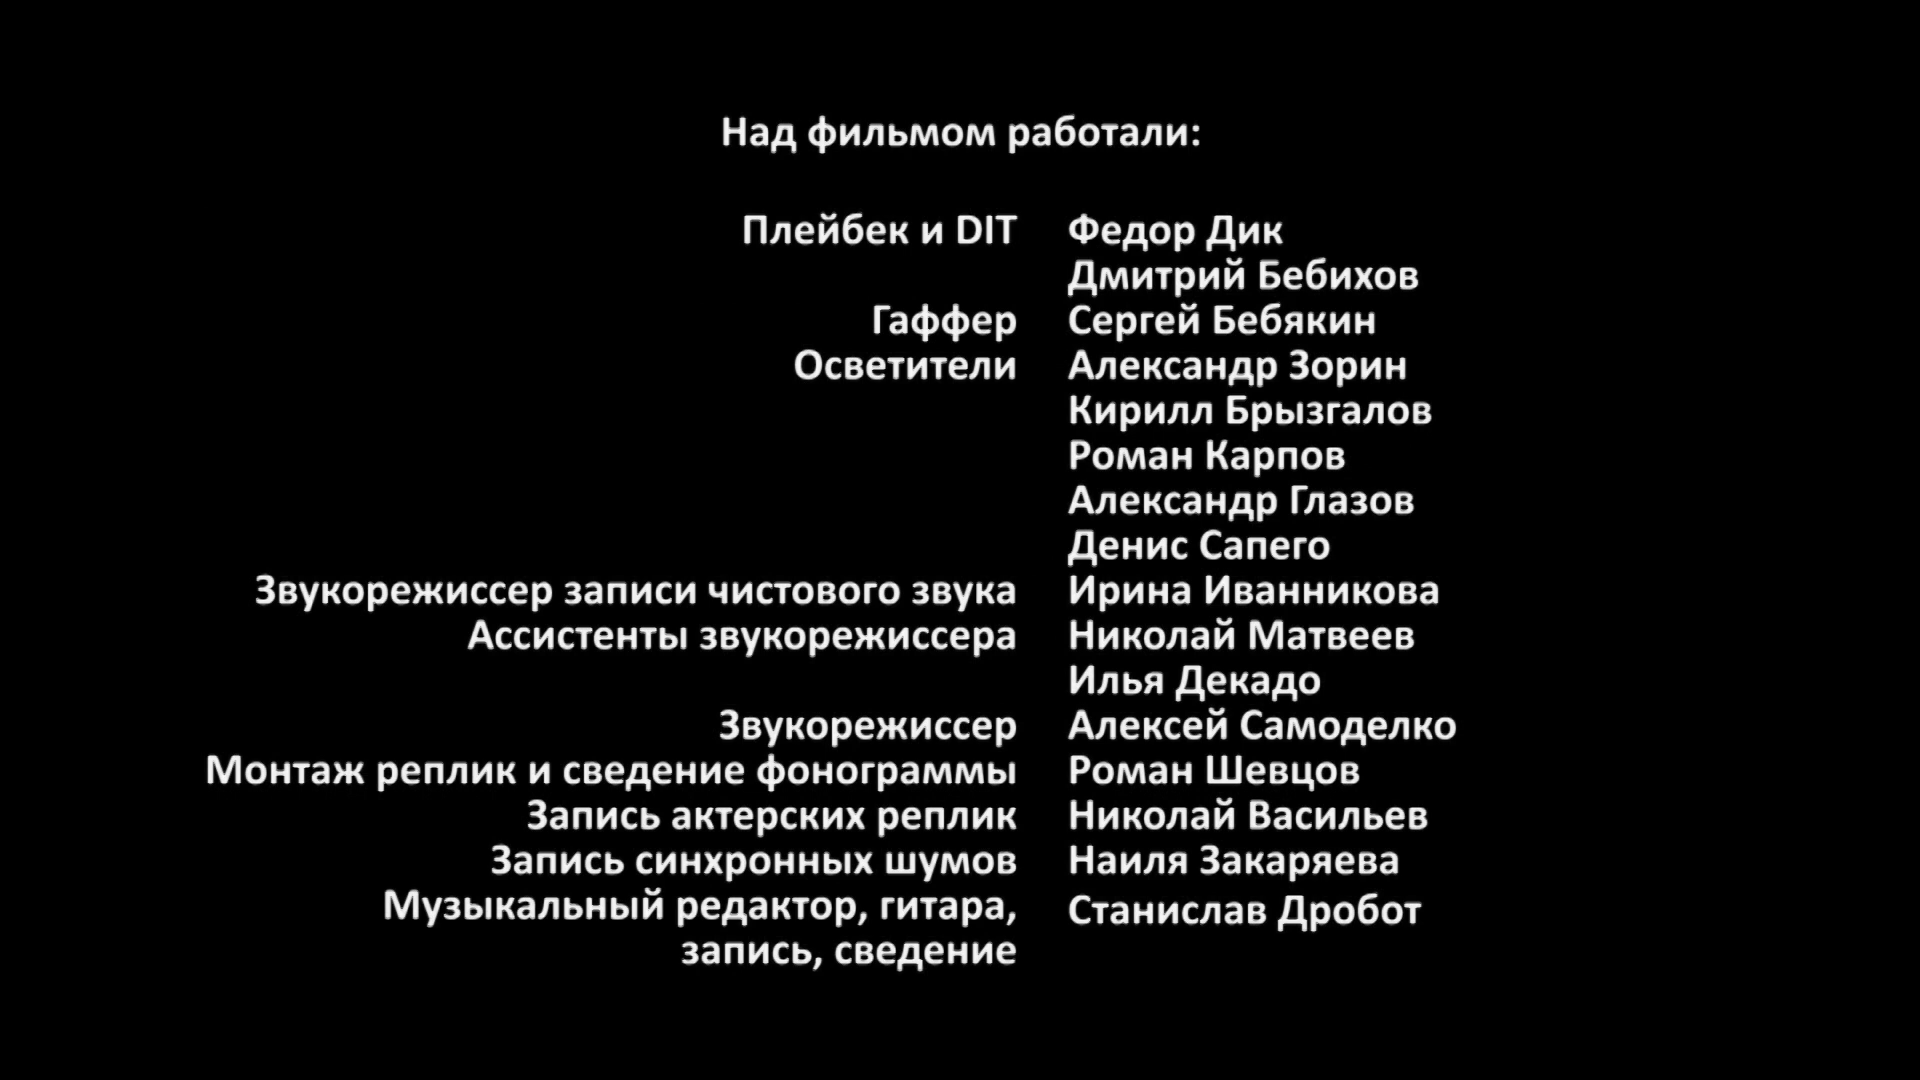 Над фильмом работали:
Плейбек и DIT Федор Дик
Дмитрий Бебихов
Гаффер Сергей Бебякин
Осветители Александр Зорин
Кирилл Брызгалов
Роман Карпов
Александр Глазов
Денис Сапего
Звукорежиссер записи чистового звука Ирина Иванникова
Ассистенты звукорежиссера Николай Матвеев
Илья Декадо
Звукорежиссер Алексей Самоделко
Монтаж реплик и сведение фонограммы Роман Шевцов
Запись актерских реплик Николай Васильев
Запись синхронных шумов Наиля Закаряева
Музыкальный редактор, гитара, Станислав Дробот
запись, сведение